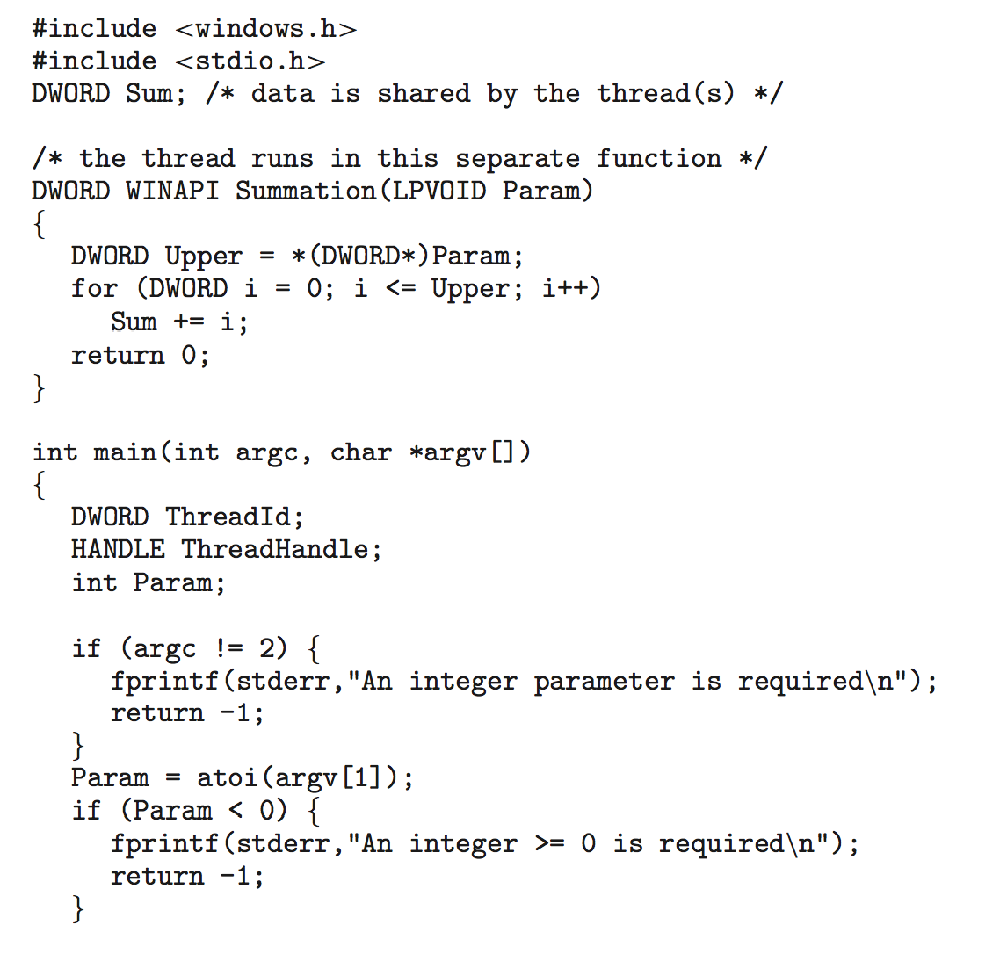 #include <windows.h>
#include <stdio.h>
DWORD Sum; /* data is shared by the thread(s) */

/* the thread runs in this separate function */
DWORD WINAPI Summation(LPVOID Param)
{
   DWORD Upper = *(DWORD*)Param;
   for (DWORD i = 0; i <= Upper; i++)
      Sum += i;
   return 0;
}

int main(int argc, char *argv[])
{
   DWORD ThreadId;
   HANDLE ThreadHandle;
   int Param;

   if (argc != 2) {
      fprintf(stderr,"An integer parameter is required\n");
      return -1;
   }
   Param = atoi(argv[1]);
   if (Param < 0) {
      fprintf(stderr,"An integer >= 0 is required\n");
      return -1;
   }